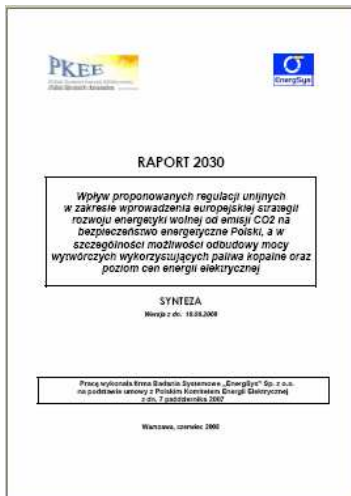 PKEE
EnergSys
RAPORT 2030
Wpływ proponowanych regulacji unijnych
w zakresie wprowadzenia europejskiej strategii
rozwoju energetyki wolnej od emisji CO2 na
bezpieczeństwo energetyczne Polski, a w
szczególności możliwości odbudowy mocy
wytwórczych wykorzystujących paliwa kopalne oraz
poziom cen energii elektrycznej
SYNTEZA
Wersja z dn.
Pracę wykonała firma Badania Systemowe „EnergSys” Sp. z o.o.
na podstawie umowy z Polskim Komitetem Energii Elektrycznej
z dn. 7 października 2007
Warszawa, czerwiec 2008